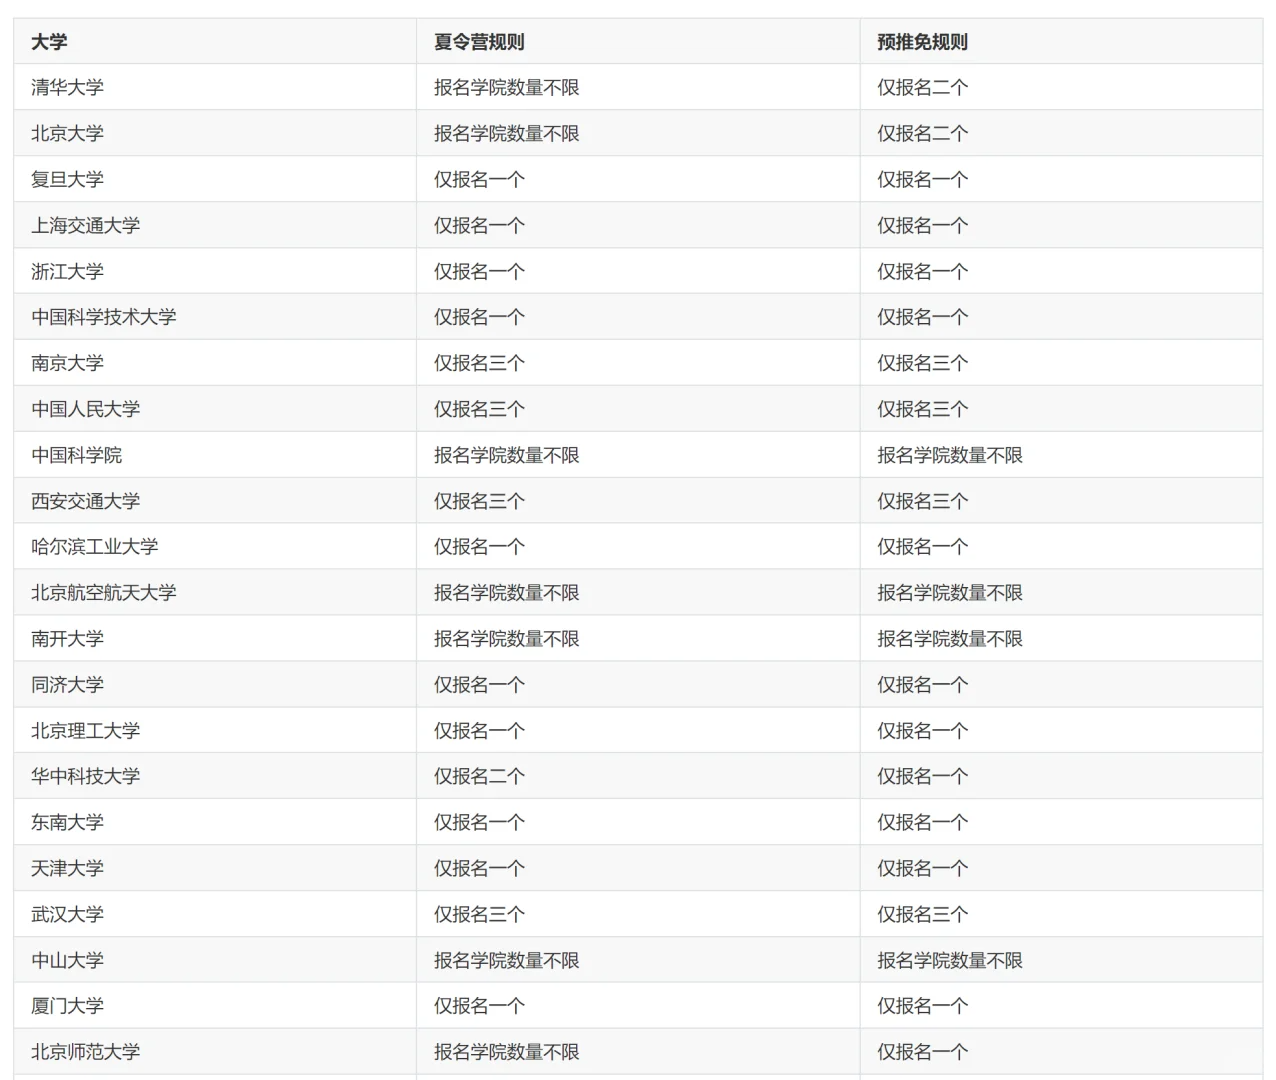 大学 夏令营规则 预推免规则
清华大学 报名学院数量不限 仅报名二个
北京大学 报名学院数量不限 仅报名二个
复旦大学 仅报名一个 仅报名一个
上海交通大学 仅报名一个 仅报名一个
浙江大学 仅报名一个 仅报名一个
中国科学技术大学 仅报名一个 仅报名一个
南京大学 仅报名三个 仅报名三个
中国人民大学 仅报名三个 仅报名三个
中国科学院 报名学院数量不限 报名学院数量不限
西安交通大学 仅报名三个 仅报名三个
哈尔滨工业大学 仅报名一个 仅报名一个
北京航空航天大学 报名学院数量不限 报名学院数量不限
南开大学 报名学院数量不限 报名学院数量不限
同济大学 仅报名一个 仅报名一个
北京理工大学 仅报名一个 仅报名一个
华中科技大学 仅报名二个 仅报名一个
东南大学 仅报名一个 仅报名一个
天津大学 仅报名一个 仅报名一个
武汉大学 仅报名三个 仅报名三个
中山大学 报名学院数量不限 报名学院数量不限
厦门大学 仅报名一个 仅报名一个
北京师范大学 报名学院数量不限 仅报名一个